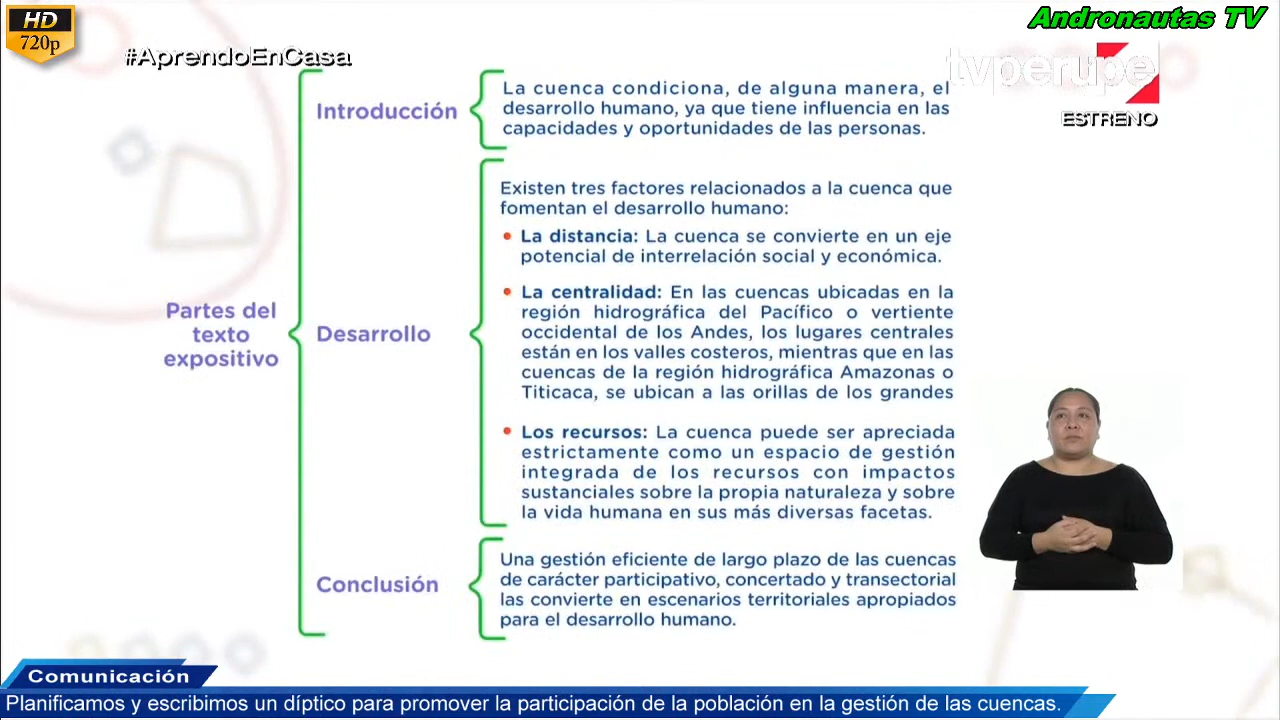 HD
720p
Andronautas TV
#AprendoEnCasa
tvperu.pe
ESTRENO
Partes del
texto
expositivo
Introducción
La cuenca condiciona, de alguna manera, el
desarrollo humano, ya que tiene influencia en las
capacidades y oportunidades de las personas.
Desarrollo
Existen tres factores relacionados a la cuenca que
fomentan el desarrollo humano:
• La distancia: La cuenca se convierte en un eje
potencial de interrelación social y económica.
• La centralidad: En las cuencas ubicadas en la
región hidrográfica del Pacífico o vertiente
occidental de los Andes, los lugares centrales
están en los valles costeros, mientras que en las
cuencas de la región hidrográfica Amazonas o
Titicaca, se ubican a las orillas de los grandes
• Los recursos: La cuenca puede ser apreciada
estrictamente como un espacio de gestión
integrada de los recursos con impactos
sustanciales sobre la propia naturaleza y sobre
la vida humana en sus más diversas facetas.
Conclusión
Una gestión eficiente de largo plazo de las cuencas
de carácter participativo, concertado y transectorial
las convierte en escenarios territoriales apropiados
para el desarrollo humano.
Comunicación
Planificamos y escribimos un díptico para promover la participación de la población en la gestión de las cuencas.